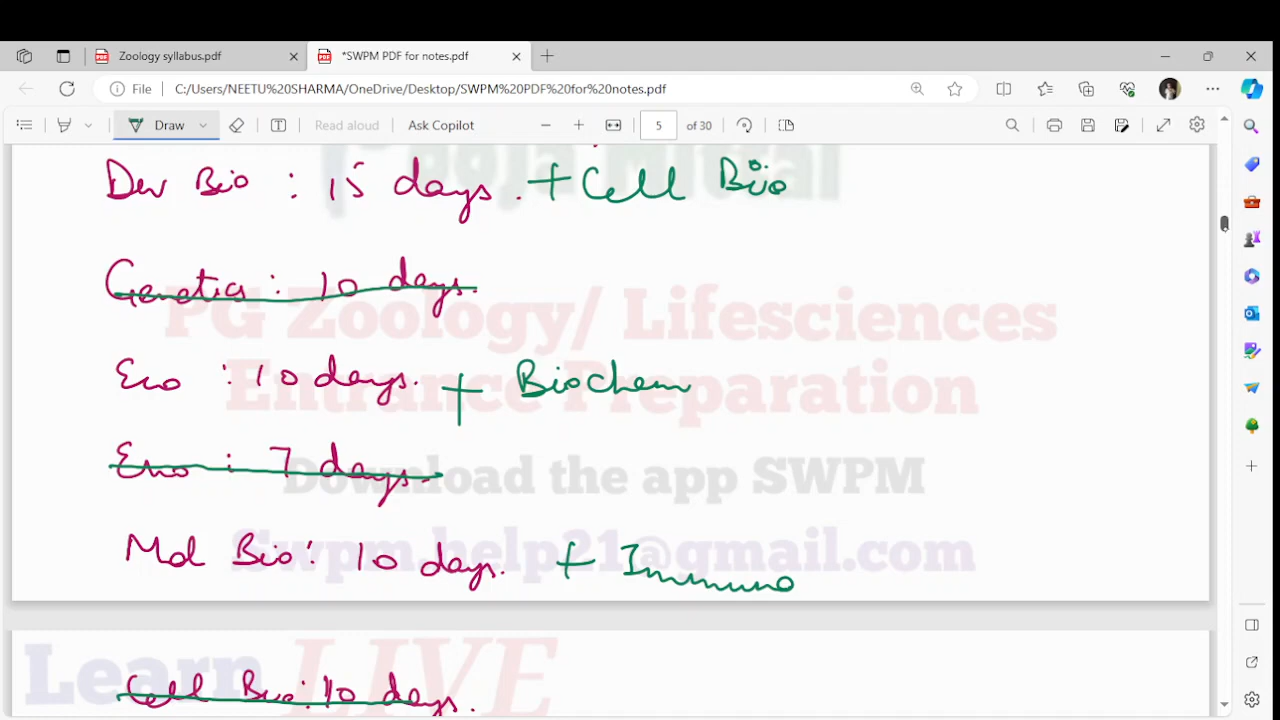 Zoology syllabus.pdf
*SWPM PDF for notes.pdf
File
C:/Users/NEETU%20SHARMA/OneDrive/Desktop/SWPM%20PDF%20for%20notes.pdf
Draw
Read aloud
Ask Copilot
5 of 30
Dev Bio : 15 days. + Cell Bio
Genetics : 10 days.
PG Zoology/ Lifesciences
Eco : 10 days. + Biochem
Entrance Preparation
Evo : 7 days.
Download the app SWPM
Mol Bio : 10 days. + Immuno
Swpm.help21@gmail.com
Learn LIVE
Cell Bio : 10 days.